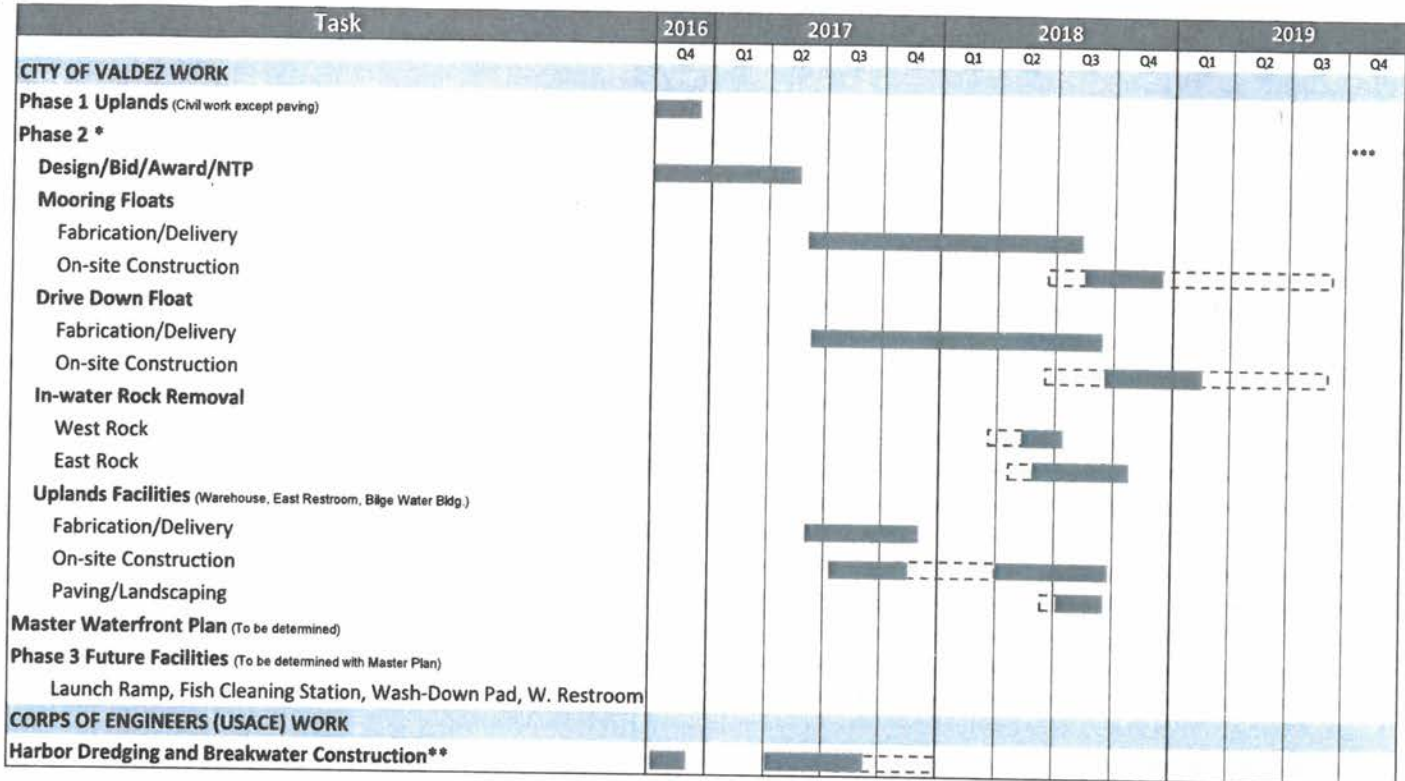 Task 2016 2017 2018 2019
Q4 Q1 Q2 Q3 Q4 Q1 Q2 Q3 Q4 Q1 Q2 Q3 Q4
CITY OF VALDEZ WORK
Phase 1 Uplands (Civil work except paving)
Phase 2 *
***
Design/Bid/Award/NTP
Mooring Floats
Fabrication/Delivery
On-site Construction
Drive Down Float
Fabrication/Delivery
On-site Construction
In-water Rock Removal
West Rock
East Rock
Uplands Facilities (Warehouse, East Restroom, Bilge Water Bldg.)
Fabrication/Delivery
On-site Construction
Paving/Landscaping
Master Waterfront Plan (To be determined)
Phase 3 Future Facilities (To be determined with Master Plan)
Launch Ramp, Fish Cleaning Station, Wash-Down Pad, W. Restroom
CORPS OF ENGINEERS (USACE) WORK
Harbor Dredging and Breakwater Construction**